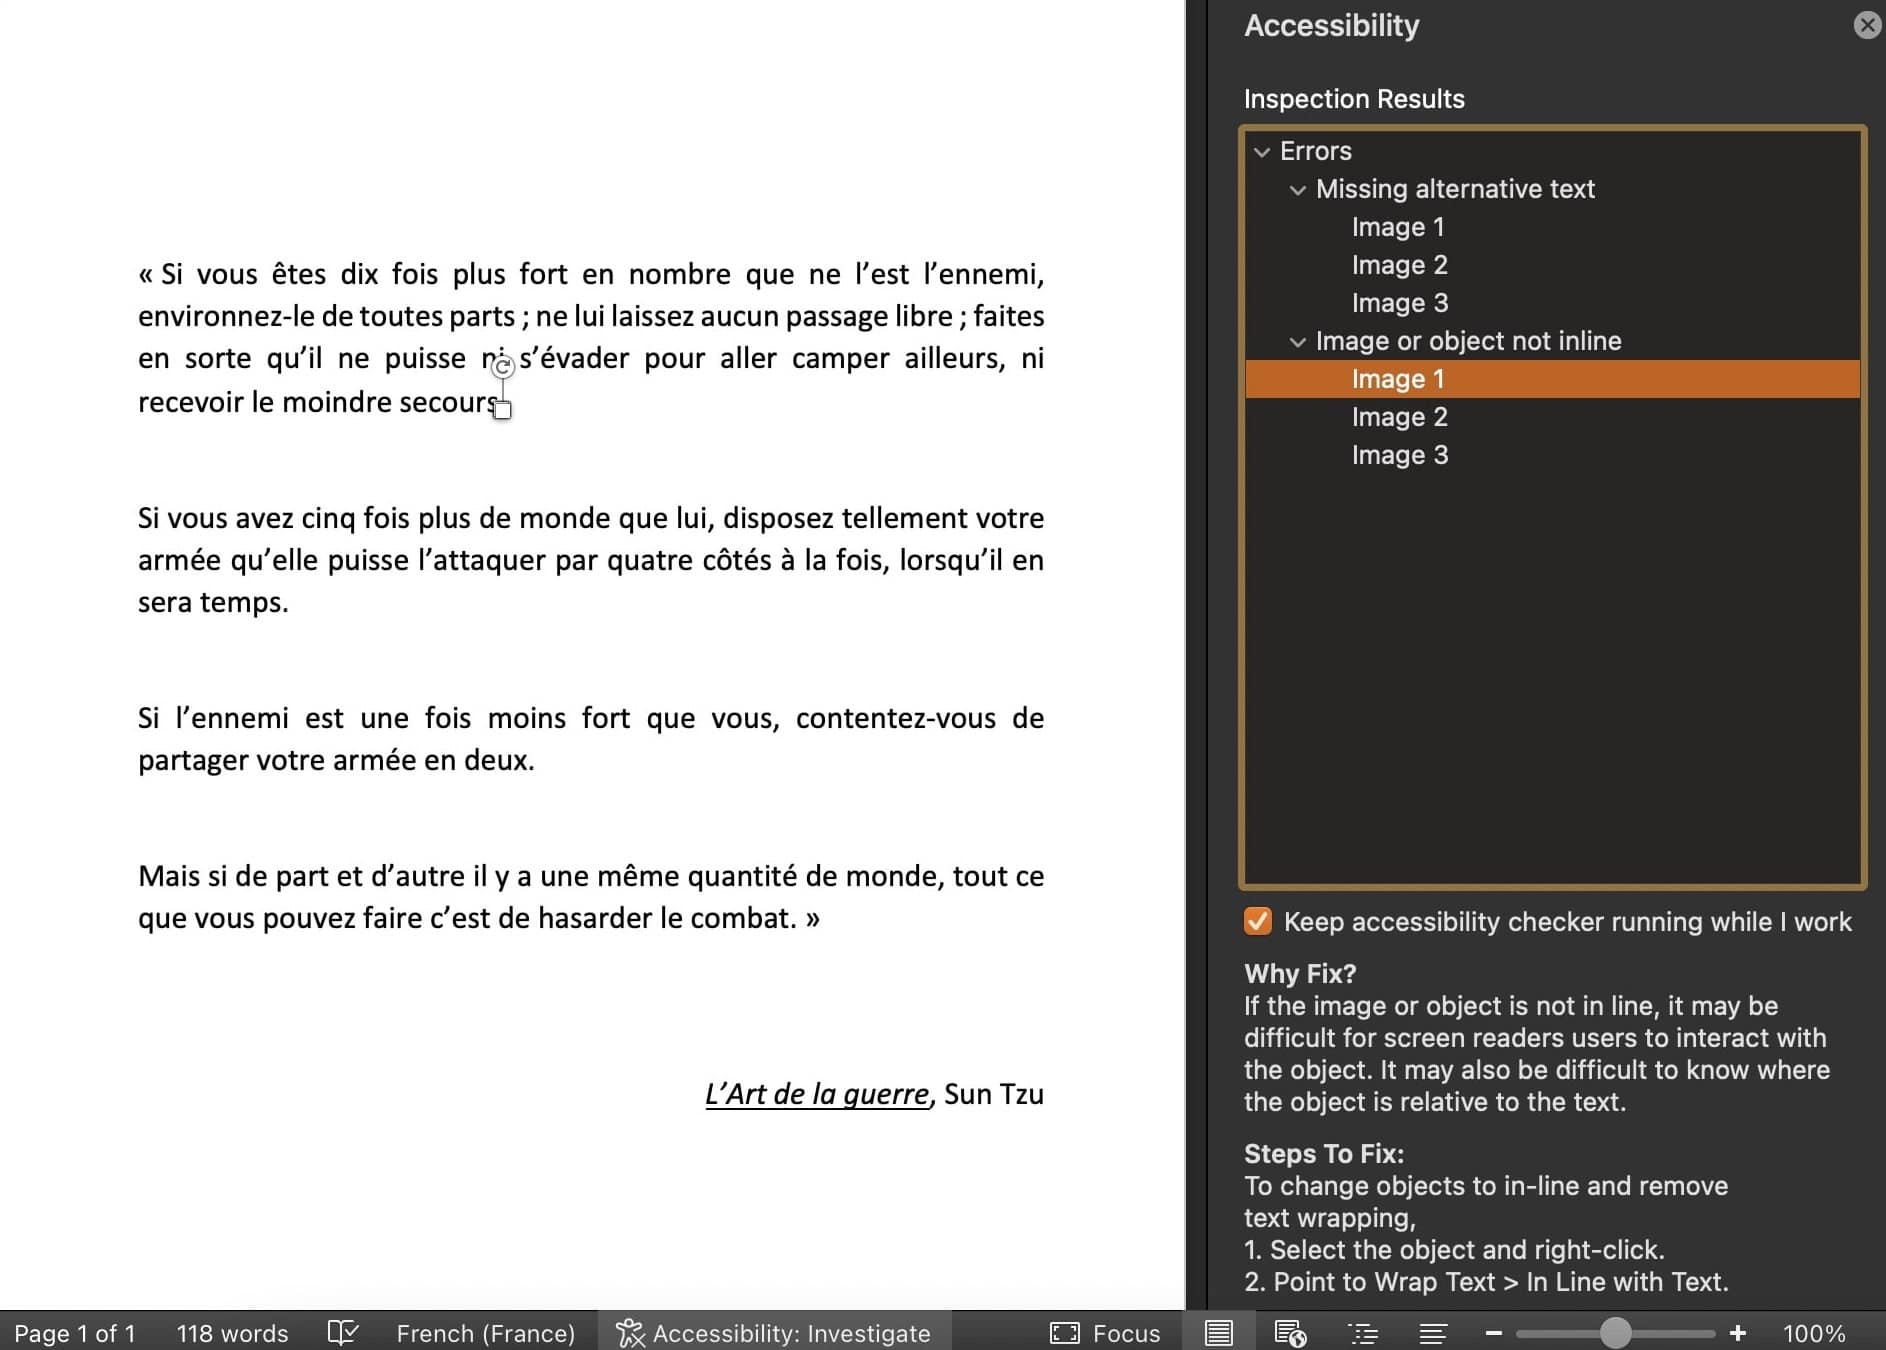 « Si vous êtes dix fois plus fort en nombre que ne l’est l’ennemi,
environnez-le de toutes parts ; ne lui laissez aucun passage libre ; faites
en sorte qu’il ne puisse ni s’évader pour aller camper ailleurs, ni
recevoir le moindre secours
Si vous avez cinq fois plus de monde que lui, disposez tellement votre
armée qu’elle puisse l’attaquer par quatre côtés à la fois, lorsqu’il en
sera temps.
Si l’ennemi est une fois moins fort que vous, contentez-vous de
partager votre armée en deux.
Mais si de part et d’autre il y a une même quantité de monde, tout ce
que vous pouvez faire c’est de hasarder le combat. »
L’Art de la guerre, Sun Tzu
Accessibility
Inspection Results
Errors
Missing alternative text
Image 1
Image 2
Image 3
Image or object not inline
Image 1
Image 2
Image 3
Keep accessibility checker running while I work
Why Fix?
If the image or object is not in line, it may be
difficult for screen readers users to interact with
the object. It may also be difficult to know where
the object is relative to the text.
Steps To Fix:
To change objects to in-line and remove
text wrapping,
1. Select the object and right-click.
2. Point to Wrap Text > In Line with Text.
Page 1 of 1 118 words French (France) Accessibility: Investigate Focus 100%